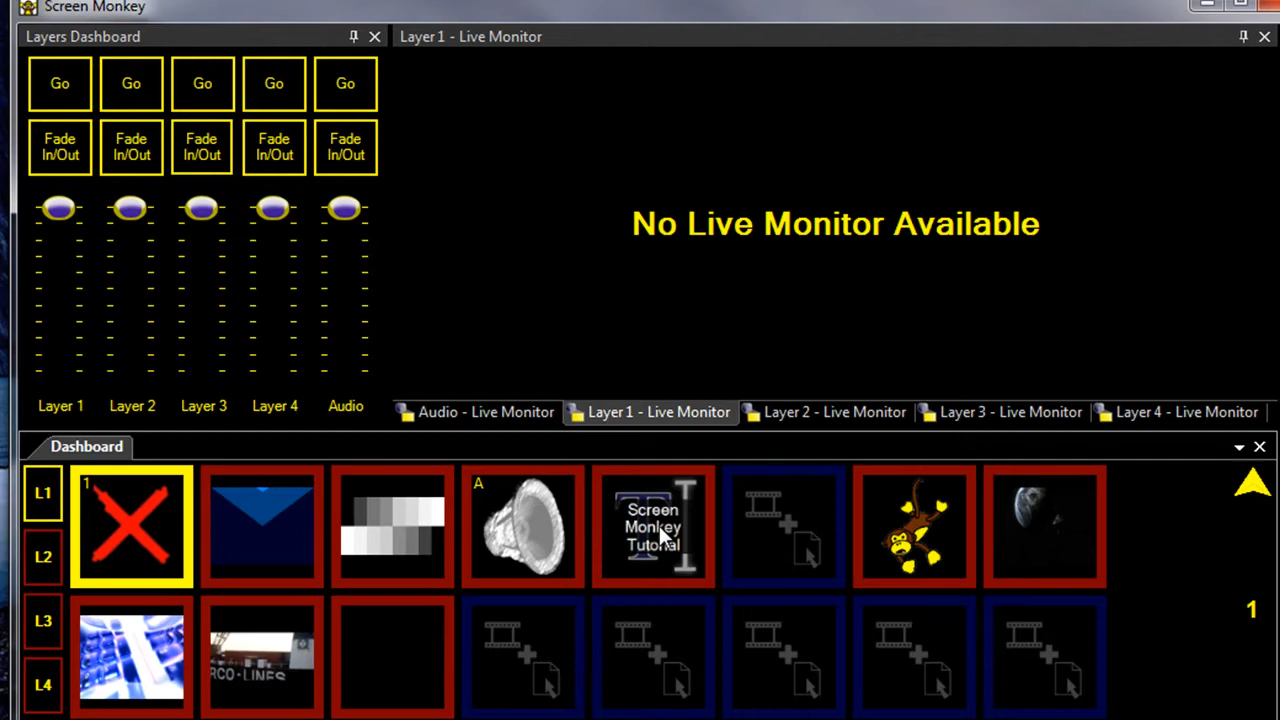 Screen Monkey
Layers Dashboard
Layer 1 - Live Monitor
Go Go Go Go Go
Fade In/Out
Fade In/Out
Fade In/Out
Fade In/Out
Fade In/Out
Layer 1 Layer 2 Layer 3 Layer 4 Audio
No Live Monitor Available
Audio - Live Monitor Layer 1 - Live Monitor Layer 2 - Live Monitor Layer 3 - Live Monitor Layer 4 - Live Monitor
Dashboard
L1
L2
L3
L4
1
A
T
Screen
Monkey
Tutorial
RCO-LINES
1